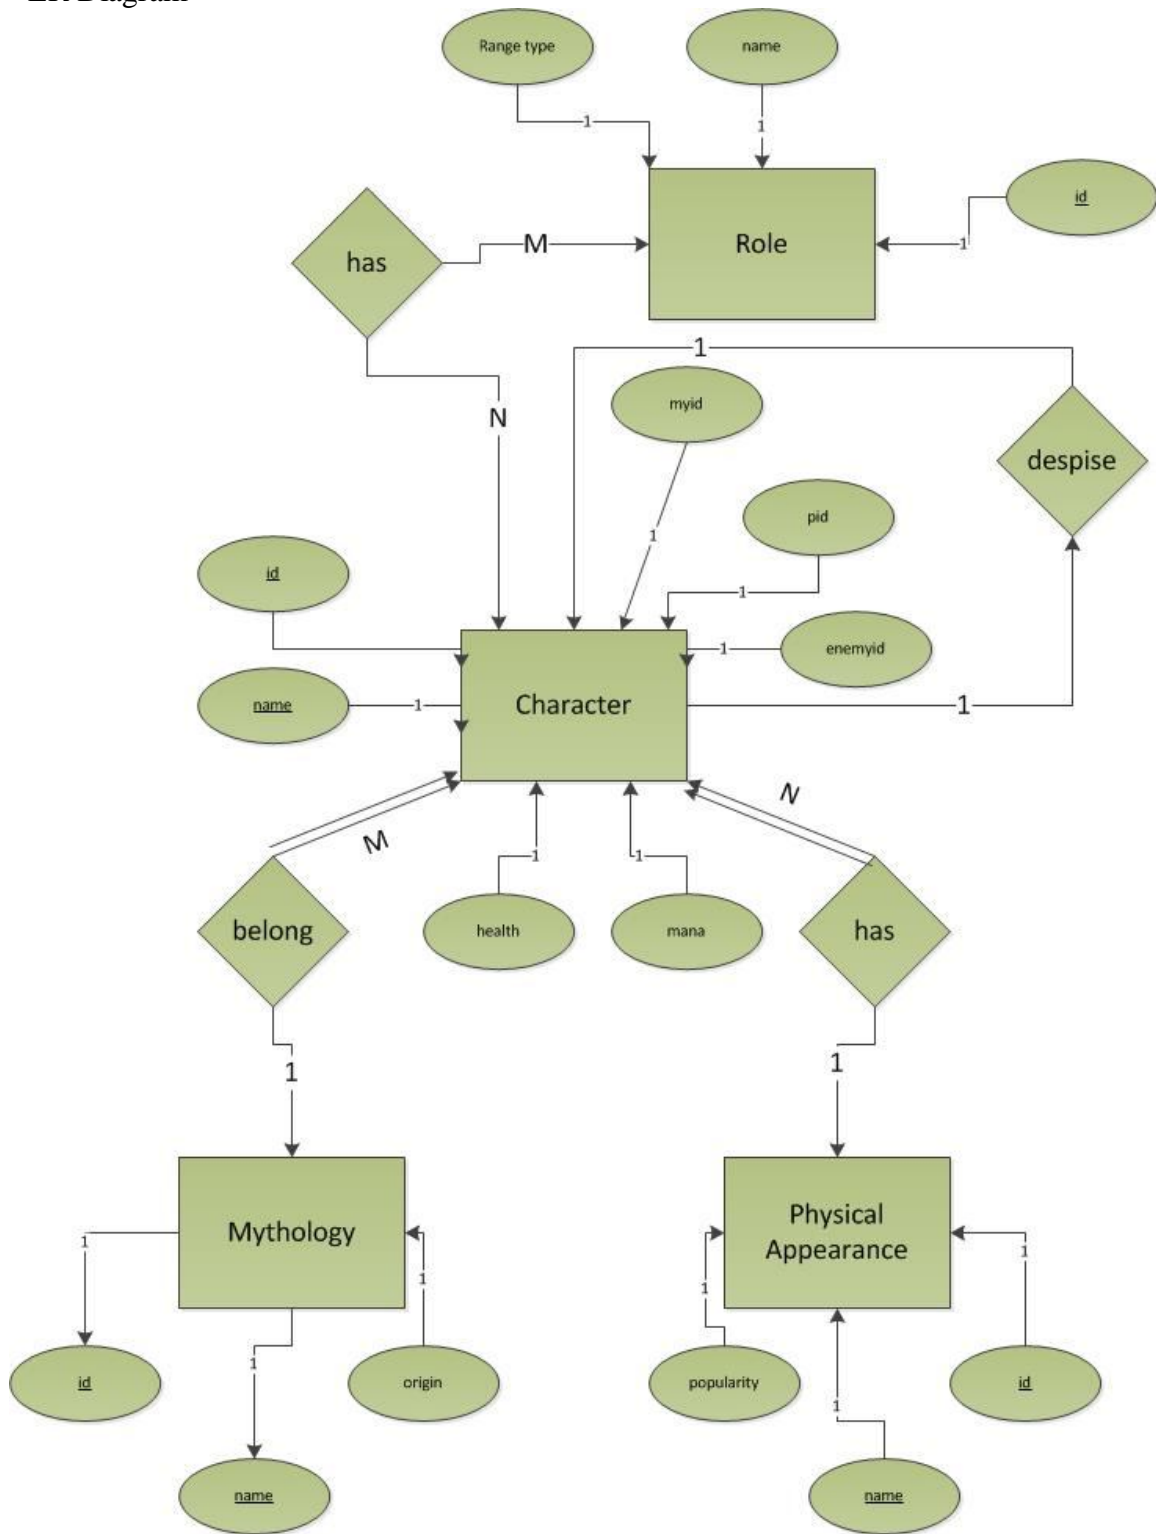 ER Diagram
Range type
name
1
1
id
Role
1
has
M
1
N
myid
despise
pid
1
id
1
1
enemyid
name
1
Character
1
N
M
1
1
belong
health
mana
has
1
1
Mythology
Physical
Appearance
1
1
1
1
1
id
origin
popularity
id
1
name
name